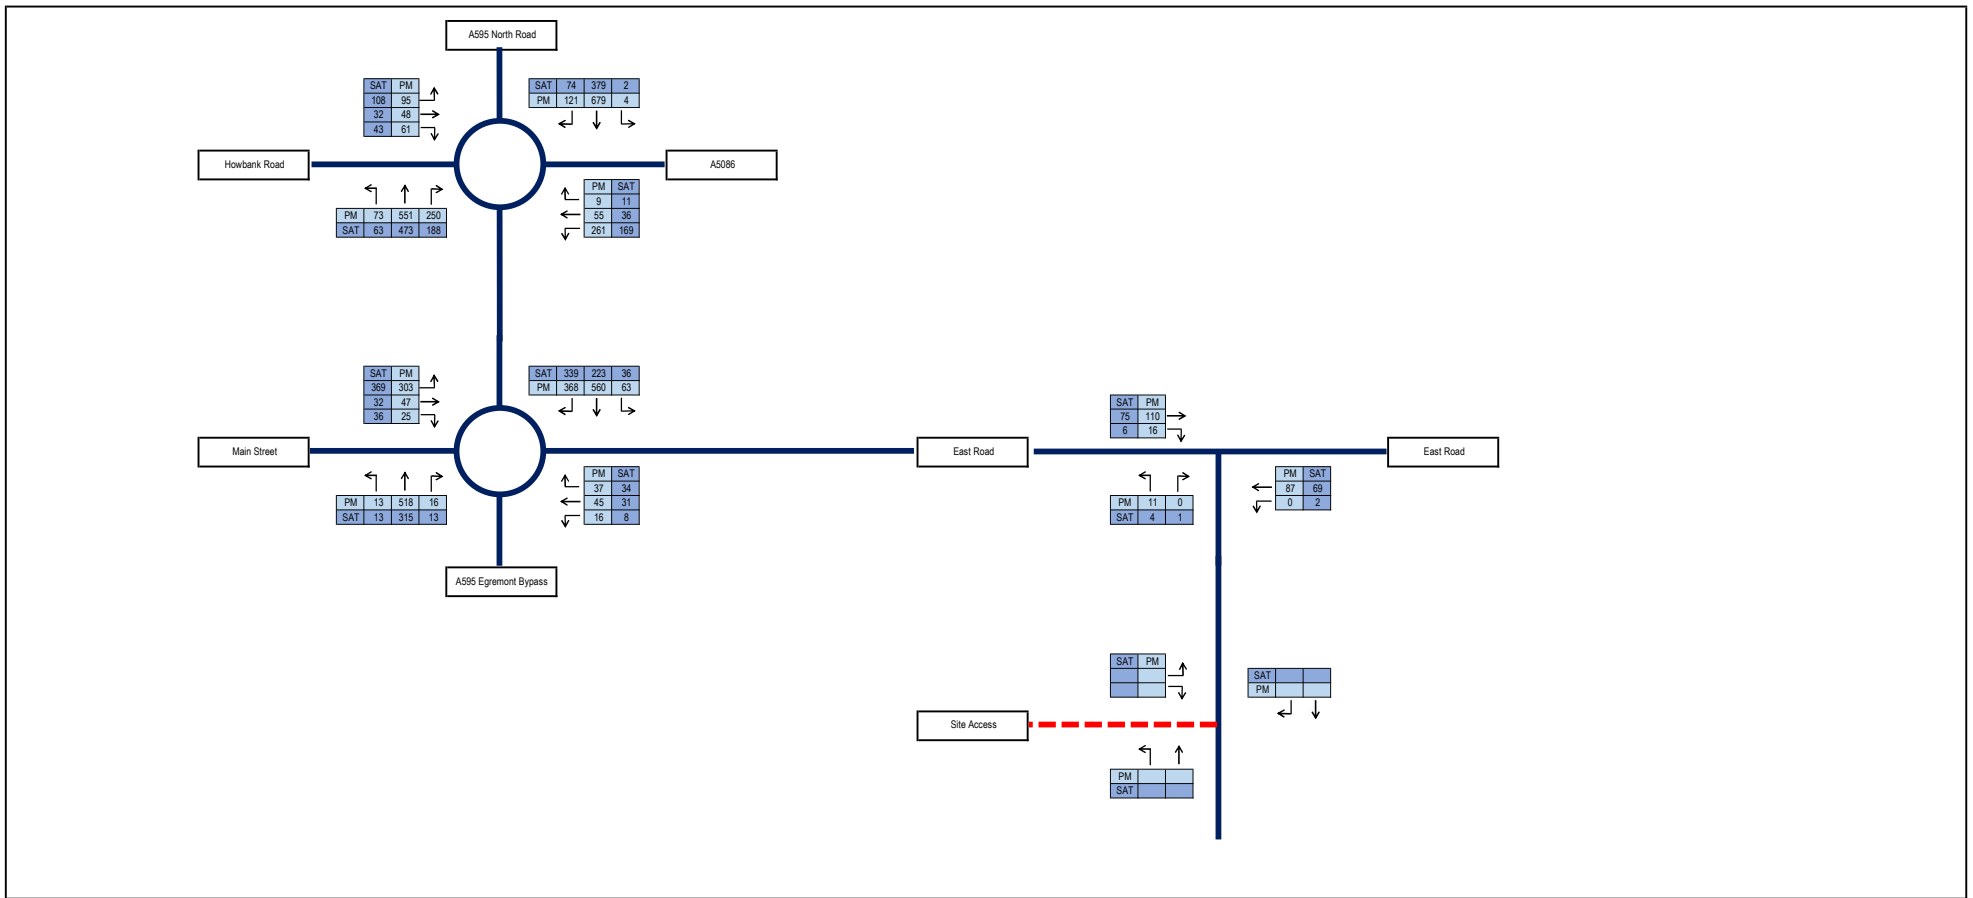 A595 North Road
SAT PM
108 95
32 48
43 61
SAT 74 379 2
PM 121 679 4
Howbank Road
A5086
PM 73 551 250
SAT 63 473 188
PM SAT
9 11
55 36
261 169
SAT PM
369 303
32 47
36 25
SAT 339 223 36
PM 368 560 63
Main Street
East Road
PM 13 518 16
SAT 13 315 13
PM SAT
37 34
45 31
16 8
A595 Egremont Bypass
SAT PM
75 110
6 16
East Road
PM 11 0
SAT 4 1
PM SAT
87 69
0 2
SAT PM
SAT
PM
Site Access
PM
SAT